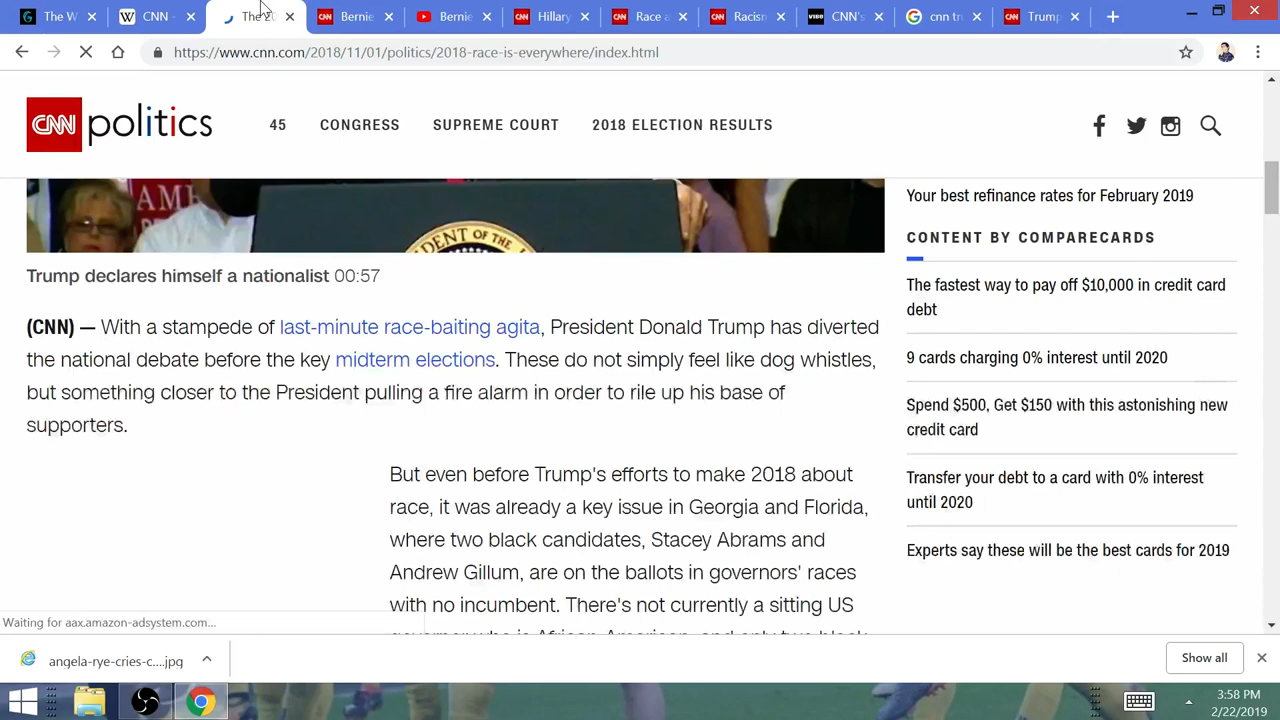 The W
CNN -
The 20
Bernie
Bernie
Hillary
Race a
Racism
VIBE CNN's
cnn tr
Trump
https://www.cnn.com/2018/11/01/politics/2018-race-is-everywhere/index.html
CNN politics
45 CONGRESS SUPREME COURT 2018 ELECTION RESULTS
PRESIDENT OF THE
Trump declares himself a nationalist 00:57
(CNN) — With a stampede of last-minute race-baiting agita, President Donald Trump has diverted
the national debate before the key midterm elections. These do not simply feel like dog whistles,
but something closer to the President pulling a fire alarm in order to rile up his base of
supporters.
But even before Trump's efforts to make 2018 about
race, it was already a key issue in Georgia and Florida,
where two black candidates, Stacey Abrams and
Andrew Gillum, are on the ballots in governors' races
with no incumbent. There's not currently a sitting US
Your best refinance rates for February 2019
CONTENT BY COMPARECARDS
The fastest way to pay off $10,000 in credit card
debt
9 cards charging 0% interest until 2020
Spend $500, Get $150 with this astonishing new
credit card
Transfer your debt to a card with 0% interest
until 2020
Experts say these will be the best cards for 2019
Waiting for aax.amazon-adsystem.com...
angela-rye-cries-c....jpg
Show all
3:58 PM
2/22/2019